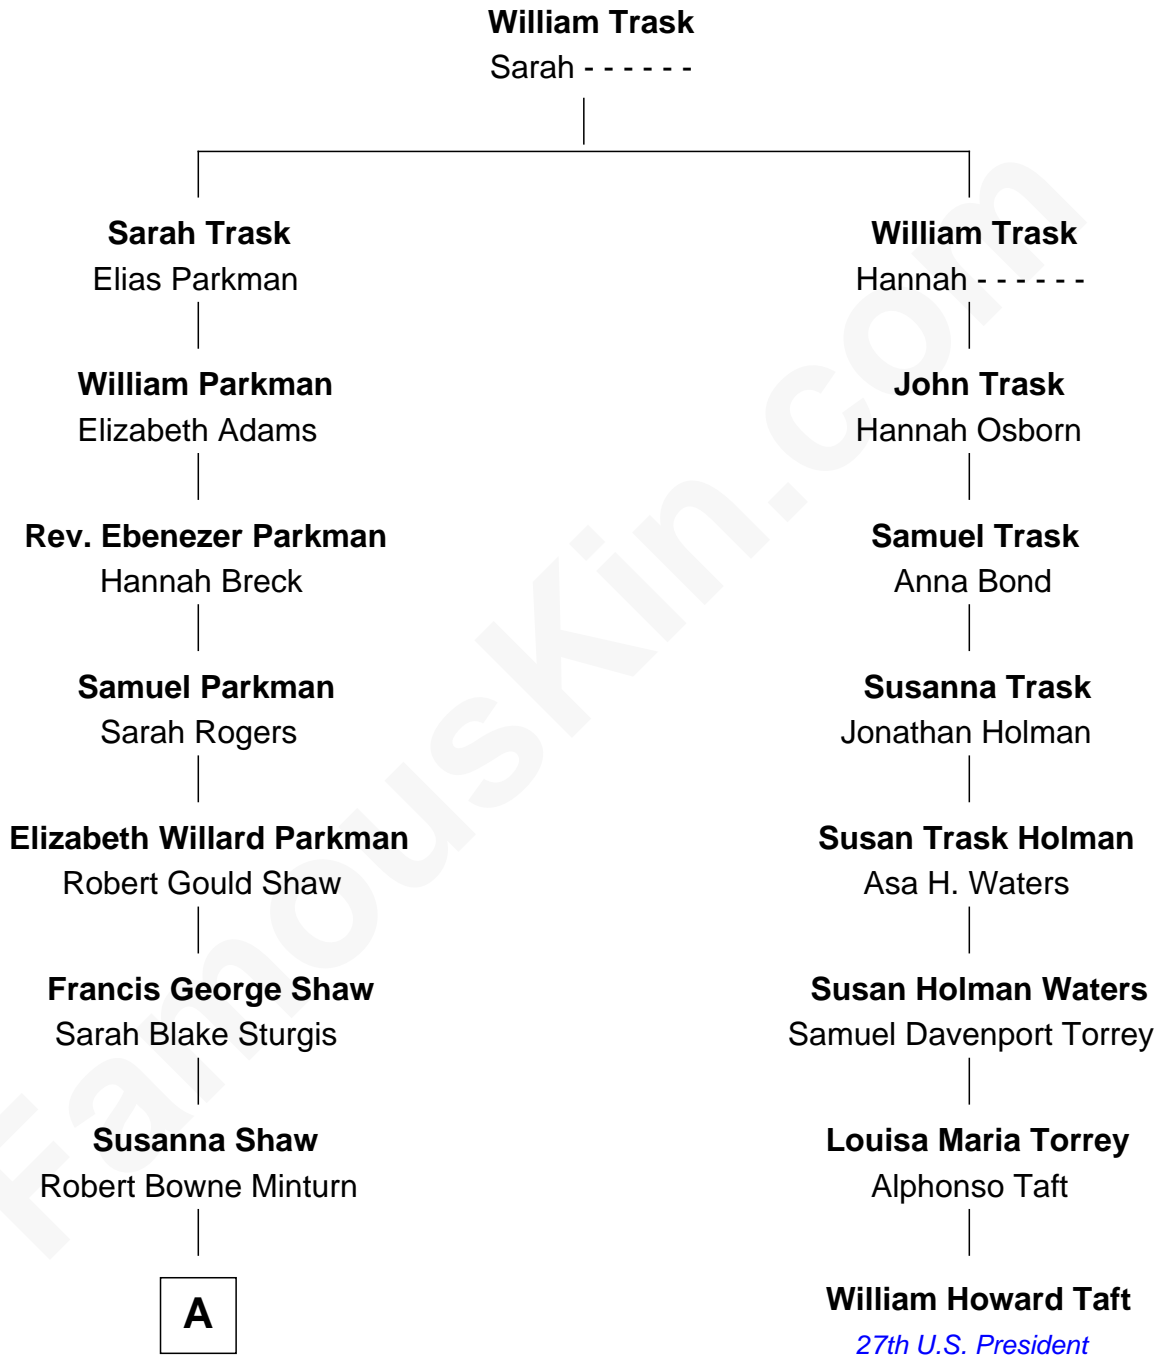 William Trask
Sarah - - - - - -
Sarah Trask
Elias Parkman
William Trask
Hannah - - - - - -
William Parkman
Elizabeth Adams
John Trask
Hannah Osborn
Rev. Ebenezer Parkman
Hannah Breck
Samuel Trask
Anna Bond
Samuel Parkman
Sarah Rogers
Susanna Trask
Jonathan Holman
Elizabeth Willard Parkman
Robert Gould Shaw
Susan Trask Holman
Asa H. Waters
Francis George Shaw
Sarah Blake Sturgis
Susan Holman Waters
Samuel Davenport Torrey
Susanna Shaw
Robert Bowne Minturn
Louisa Maria Torrey
Alphonso Taft
A
William Howard Taft
27th U.S. President
FamousKin.com